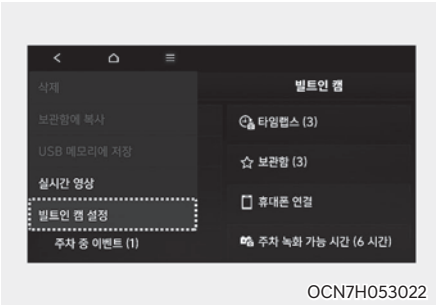 삭제
빌트인 캠
보관함에 복사
타임랩스 (3)
USB 메모리에 저장
보관함 (3)
실시간 영상
휴대폰 연결
빌트인 캠 설정
주차 중 이벤트 (1)
주차 녹화 가능 시간 (6 시간)
OCN7H053022